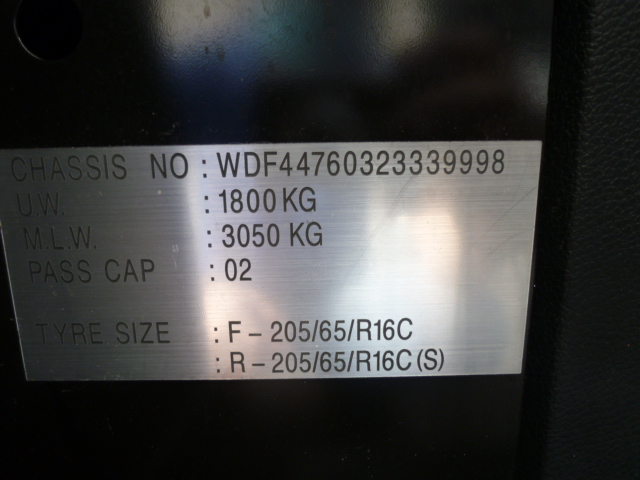 CHASSIS NO : WDF44760323339998
U.W. : 1800 KG
M.L.W. : 3050 KG
PASS CAP : 02
TYRE SIZE : F - 205/65/R16C
: R - 205/65/R16C (S)